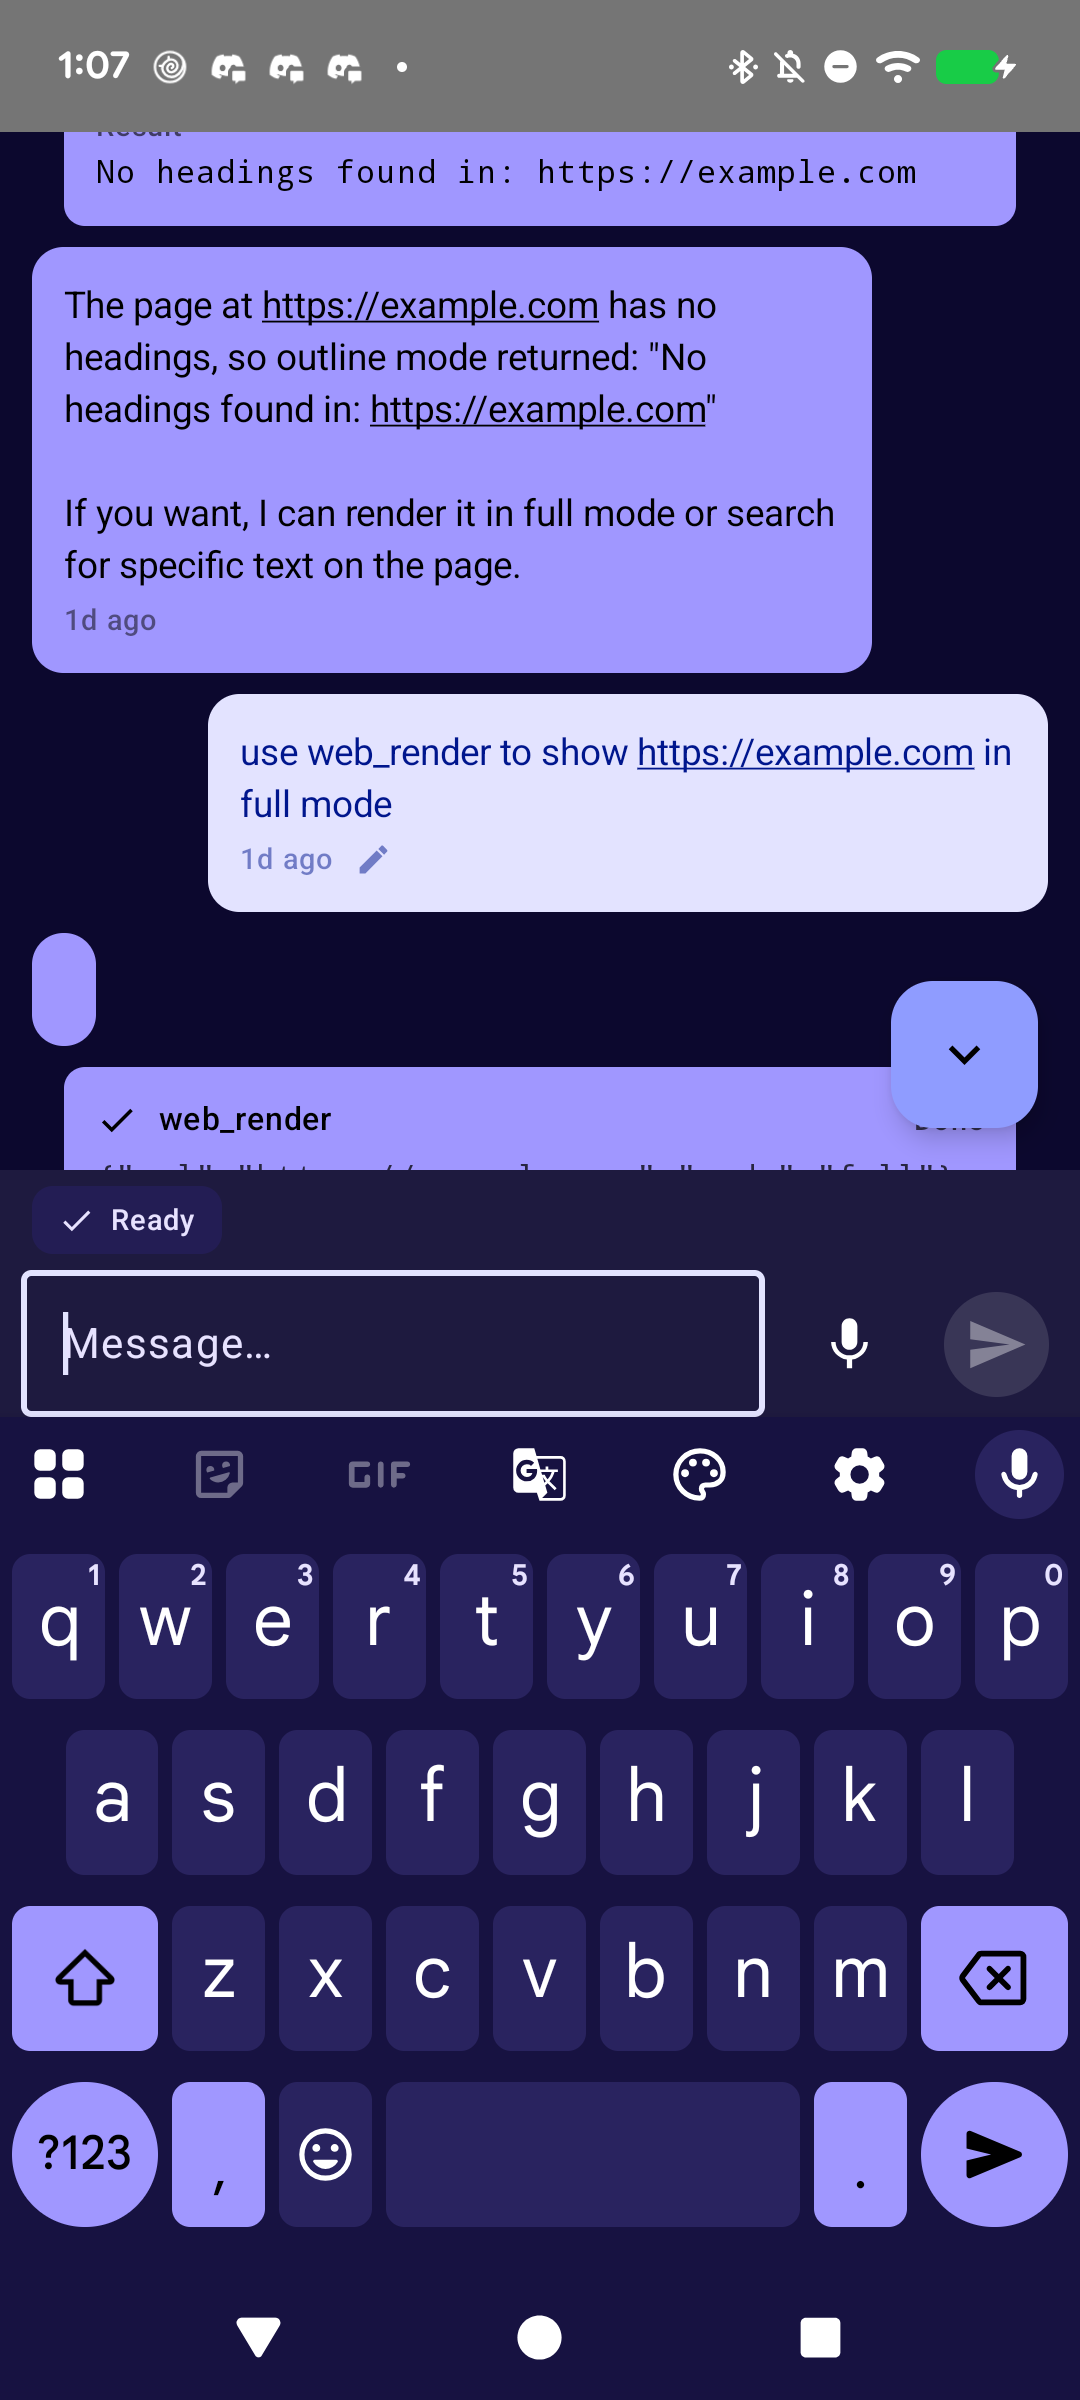 1:07
Result
No headings found in: https://example.com
The page at https://example.com has no
headings, so outline mode returned: "No
headings found in: https://example.com"
If you want, I can render it in full mode or search
for specific text on the page.
1d ago
use web_render to show https://example.com in
full mode
1d ago
web_render
Ready
Message...
GIF
1 2 3 4 5 6 7 8 9 0
q w e r t y u i o p
a s d f g h j k l
z x c v b n m
?123 , .